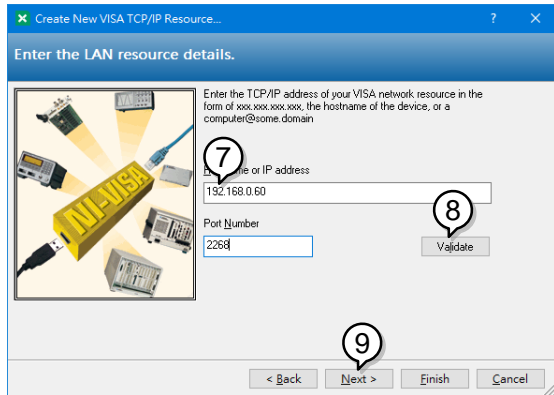 Create New VISA TCP/IP Resource...
Enter the LAN resource details.
Enter the TCP/IP address of your VISA network resource in the
form of xxx.xxx.xxx.xxx, the hostname of the device, or a
computer@some.domain
7
or IP address
192.168.0.60
8
Port Number
2268
Validate
NI-VISA
9
< Back Next > Finish Cancel